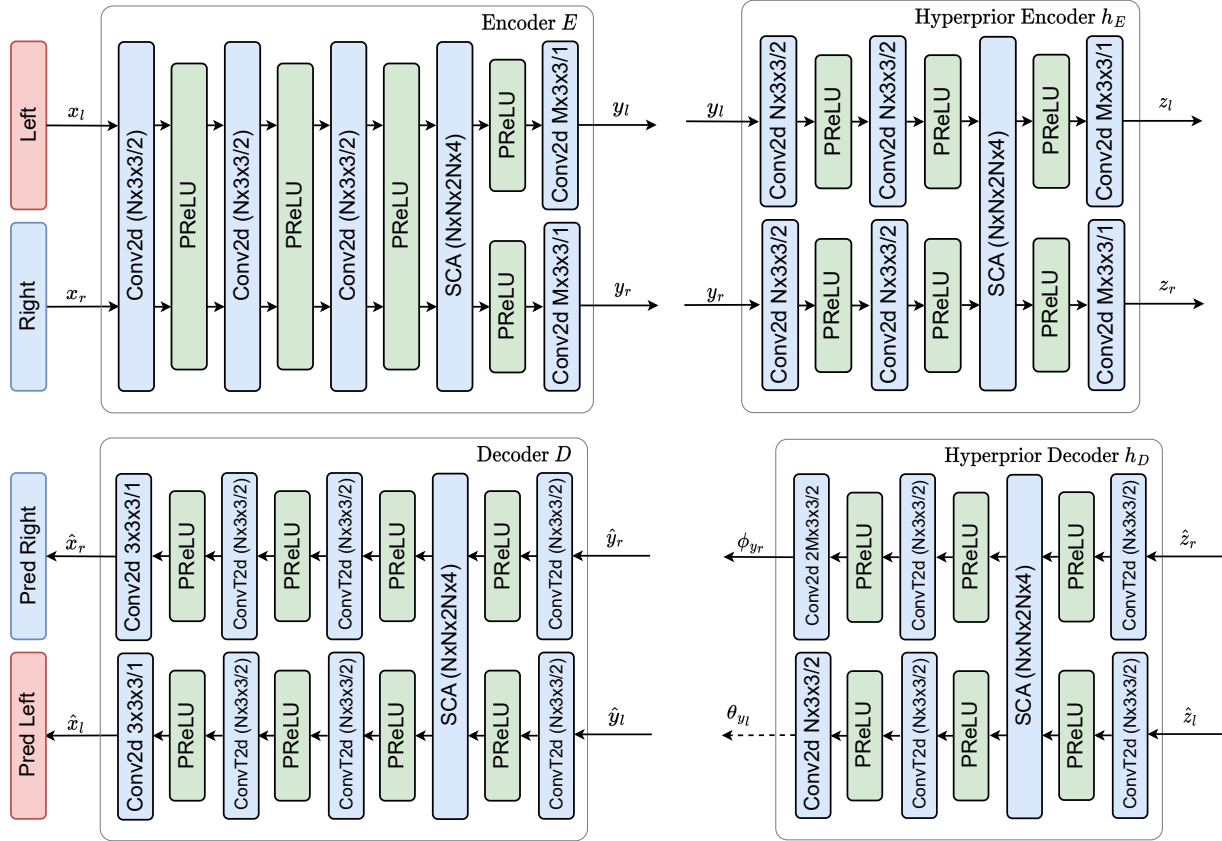 Encoder E
Left
x_l
Right
x_r
Conv2d (Nx3x3/2)
PReLU
Conv2d (Nx3x3/2)
PReLU
Conv2d (Nx3x3/2)
PReLU
SCA (NxNx2Nx4)
PReLU
Conv2d Mx3x3/1
y_l
PReLU
Conv2d Mx3x3/1
y_r
Hyperprior Encoder h_E
y_l
Conv2d Nx3x3/2
PReLU
Conv2d Nx3x3/2
PReLU
SCA (NxNx2Nx4)
PReLU
Conv2d Mx3x3/1
z_l
y_r
Conv2d Nx3x3/2
PReLU
Conv2d Nx3x3/2
PReLU
PReLU
Conv2d Mx3x3/1
z_r
Decoder D
Pred Right
x̂_r
Conv2d 3x3x3/1
PReLU
ConvT2d (Nx3x3/2)
PReLU
ConvT2d (Nx3x3/2)
PReLU
SCA (NxNx2Nx4)
PReLU
ConvT2d (Nx3x3/2)
ŷ_r
Pred Left
x̂_l
Conv2d 3x3x3/1
PReLU
ConvT2d (Nx3x3/2)
PReLU
ConvT2d (Nx3x3/2)
PReLU
PReLU
ConvT2d (Nx3x3/2)
ŷ_l
Hyperprior Decoder h_D
ϕ_{y_r}
Conv2d 2Mx3x3/2
PReLU
ConvT2d (Nx3x3/2)
PReLU
SCA (NxNx2Nx4)
PReLU
ConvT2d (Nx3x3/2)
ẑ_r
θ_{y_l}
Conv2d Nx3x3/2
PReLU
ConvT2d (Nx3x3/2)
PReLU
PReLU
ConvT2d (Nx3x3/2)
ẑ_l